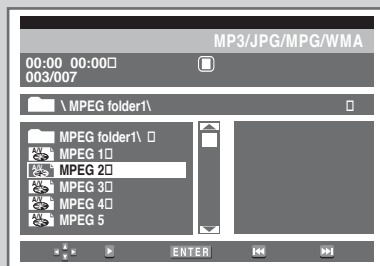 MP3/JPG/MPG/WMA
00:00 00:00
003/007
\ MPEG folder1\
MPEG folder1\
MPEG 1
MPEG 2
MPEG 3
MPEG 4
MPEG 5
ENTER